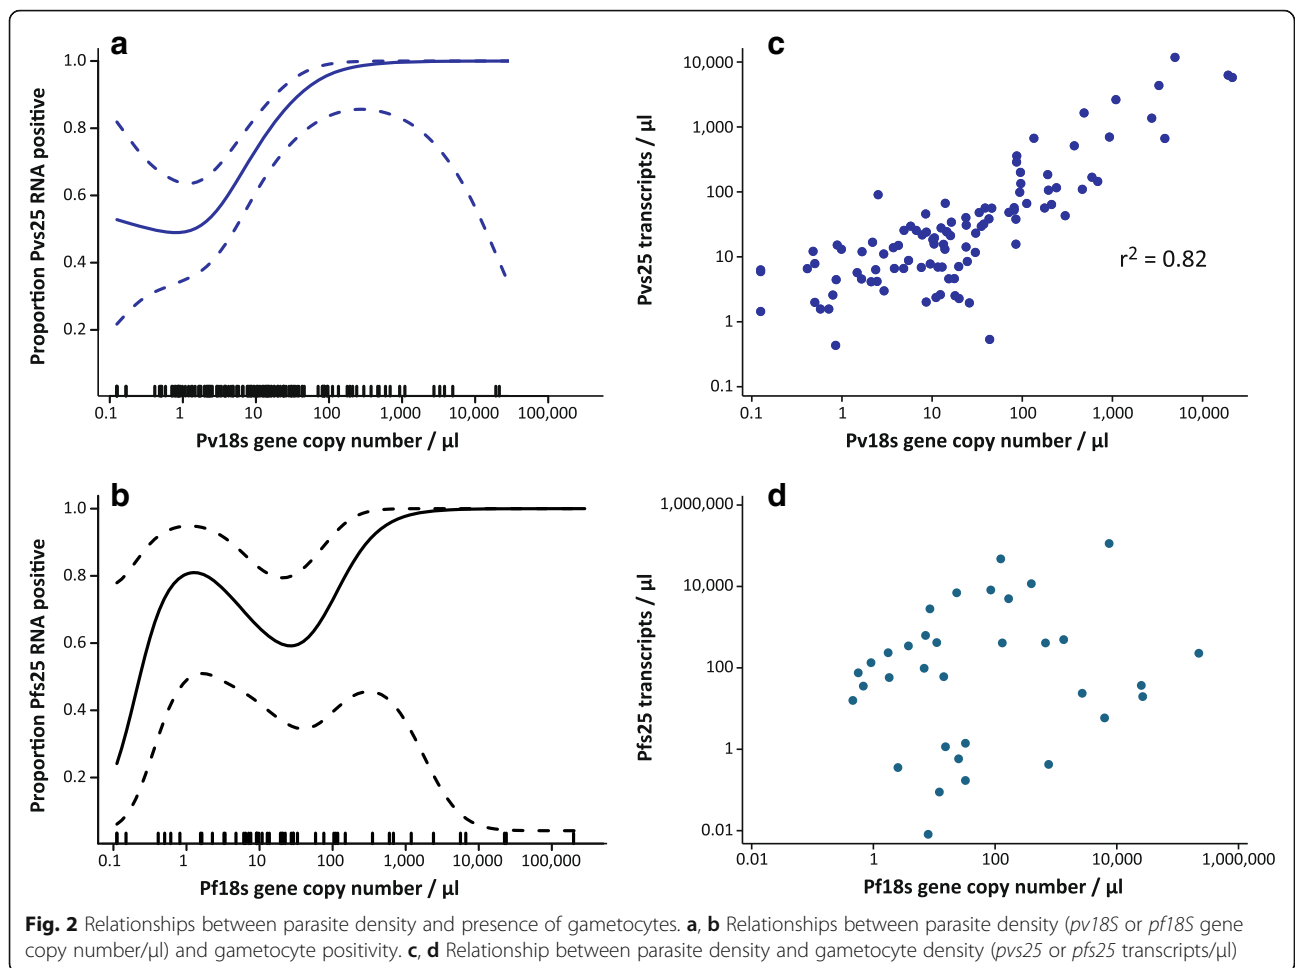 a
1.0
0.8
0.6
0.4
0.2
Proportion Pvs25 RNA positive
0.1 1 10 100 1,000 10,000 100,000
Pv18s gene copy number / µl
c
10,000
1,000
100
10
1
0.1
Pvs25 transcripts / µl
r² = 0.82
0.1 1 10 100 1,000 10,000
Pv18s gene copy number / µl
b
1.0
0.8
0.6
0.4
0.2
Proportion Pfs25 RNA positive
0.1 1 10 100 1,000 10,000 100,000
Pf18s gene copy number / µl
d
1,000,000
10,000
100
1
0.01
Pfs25 transcripts / µl
0.01 1 100 10,000 1,000,000
Pf18s gene copy number / µl
Fig. 2 Relationships between parasite density and presence of gametocytes. a, b Relationships between parasite density (pv18S or pf18S gene
copy number/µl) and gametocyte positivity. c, d Relationship between parasite density and gametocyte density (pvs25 or pfs25 transcripts/µl)